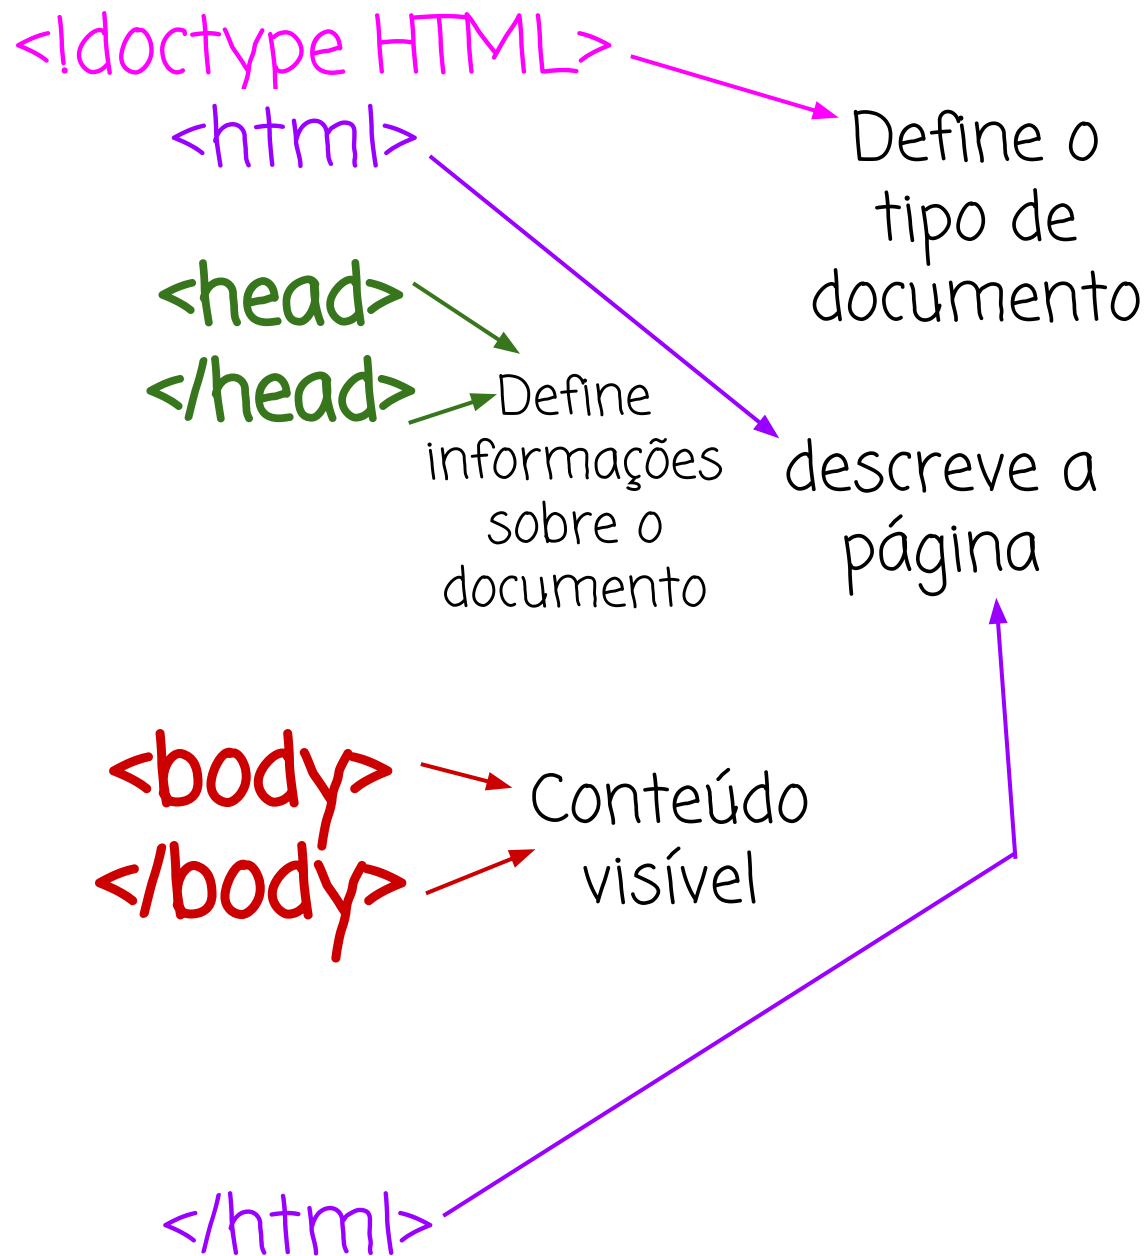 <!doctype HTML>
Define o
tipo de
documento
<html>
<head>
</head>
Define
informações
sobre o
documento
descreve a
página
<body>
</body>
Conteúdo
visível
</html>